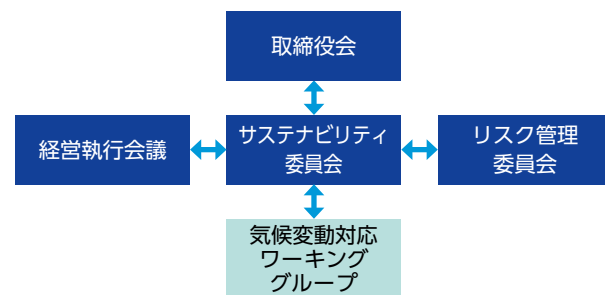 取締役会
経営執行会議
サステナビリティ
委員会
リスク管理
委員会
気候変動対応
ワーキング
グループ